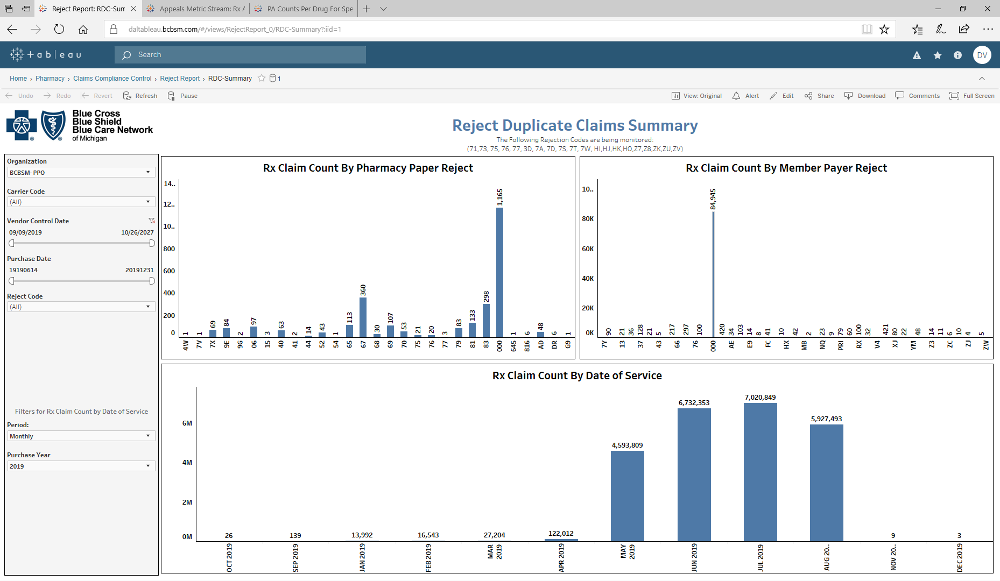 Reject Report: RDC-Sum
Appeals Metric Stream: Rx A
PA Counts Per Drug For Spe
daltableau.bcbsm.com/#/views/RejectReport_0/RDC-Summary?:iid=1
+ a b | e a u
Search
DV
Home › Pharmacy › Claims Compliance Control › Reject Report › RDC-Summary 1
Undo Redo Revert Refresh Pause
View: Original Alert Edit Share Download Comments Full Screen
Blue Cross
Blue Shield
Blue Care Network
of Michigan
Reject Duplicate Claims Summary
The Following Rejection Codes are being monitored:
(71,73, 75, 76, 77, 3D, 7A, 7D, 7S, 7T, 7W, HI,HJ,HK,HO,Z7,Z8,ZK,ZU,ZV)
Organization
BCBSM- PPO
Carrier Code
(All)
Vendor Control Date
09/09/2019 10/26/2027
Purchase Date
19190614 20191231
Reject Code
(All)
Filters for Rx Claim Count by Date of Service
Period:
Monthly
Purchase Year
2019
Rx Claim Count By Pharmacy Paper Reject
14..
12..
10..
800
600
400
200
0
1 1 69 84 2 97 3 63 2 14 43 1 113 360 30 107 53 21 20 3 83 133 298 1,165 1 6 48 6 1
4W 7V 7X 9E 9G 06 15 40 41 44 52 54 65 67 68 69 70 75 76 77 79 81 83 000 645 816 AD DR G9
Rx Claim Count By Member Payer Reject
10..
80K
60K
40K
20K
0K
90 21 36 128 21 5 217 297 100 84,945 420 34 103 14 8 41 10 42 2 23 9 79 60 100 32 421 80 22 48 14 11 6 10 4 5
7Y 13 37 43 66 76 000 AE E9 FC HX MB NQ PRI RX V4 XJ YM Z3 ZC ZJ ZW
Rx Claim Count By Date of Service
6M
4M
2M
0M
26 139 13,992 16,543 27,204 122,012 4,593,809 6,732,353 7,020,849 5,927,493 9 3
OCT 2019
SEP 2019
JAN 2019
FEB 2019
MAR
2019
APR 2019
MAY
2019
JUN 2019
JUL 2019
AUG 20..
NOV 20..
DEC 2019